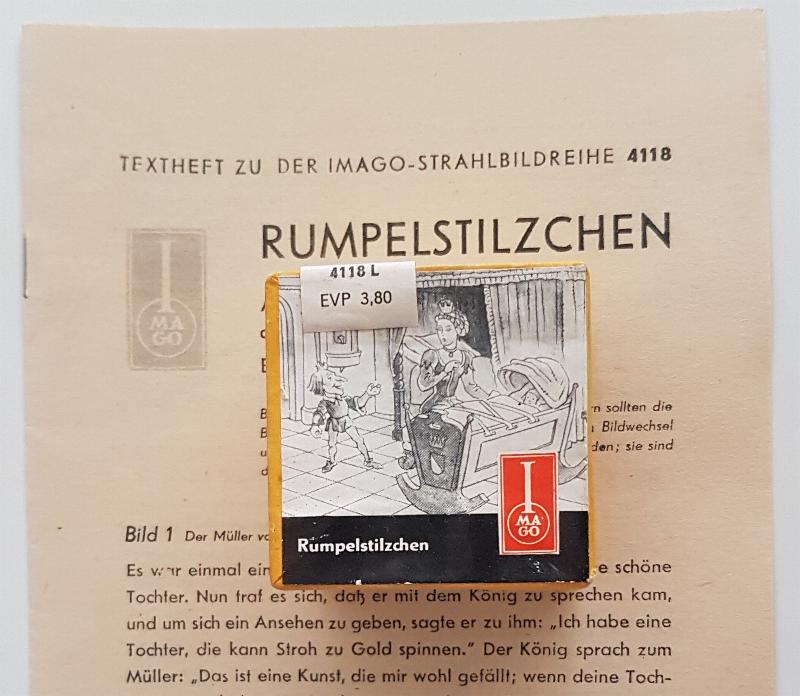 TEXTHEFT ZU DER IMAGO-STRAHLBILDREIHE 4118
RUMPELSTILZCHEN
I
MA
GO
4118 L
EVP 3,80
sollten die
Bildwechsel
sie sind
I
MA
GO
Rumpelstilzchen
Bild 1 Der Müller
Es war einmal ein schöne
Tochter. Nun traf es sich, daß er mit dem König zu sprechen kam,
und um sich ein Ansehen zu geben, sagte er zu ihm: „Ich habe eine
Tochter, die kann Stroh zu Gold spinnen.” Der König sprach zum
Müller: „Das ist eine Kunst, die mir wohl gefällt; wenn deine Toch-